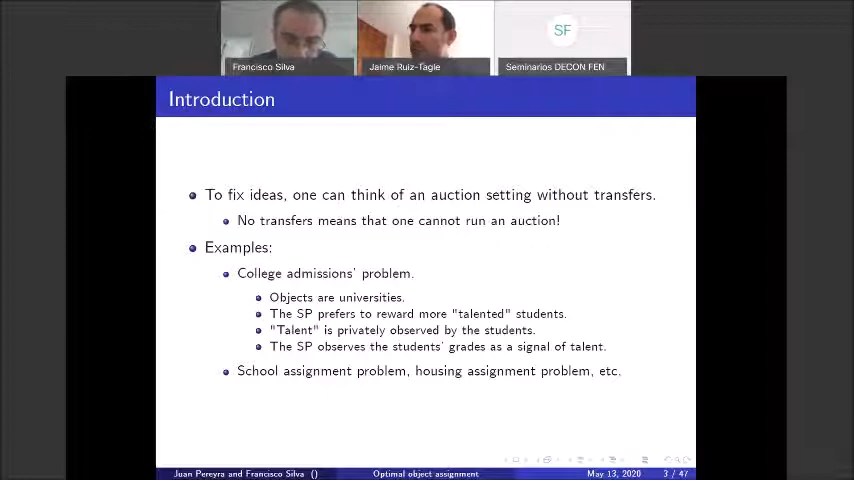 SF
Francisco Silva
Jaime Ruiz-Tagle
Seminarios DECON FEN
Introduction
To fix ideas, one can think of an auction setting without transfers.
No transfers means that one cannot run an auction!
Examples:
College admissions' problem.
Objects are universities.
The SP prefers to reward more "talented" students.
"Talent" is privately observed by the students.
The SP observes the students' grades as a signal of talent.
School assignment problem, housing assignment problem, etc.
Juan Pereyra and Francisco Silva ()
Optimal object assignment
May 13, 2020
3 / 47